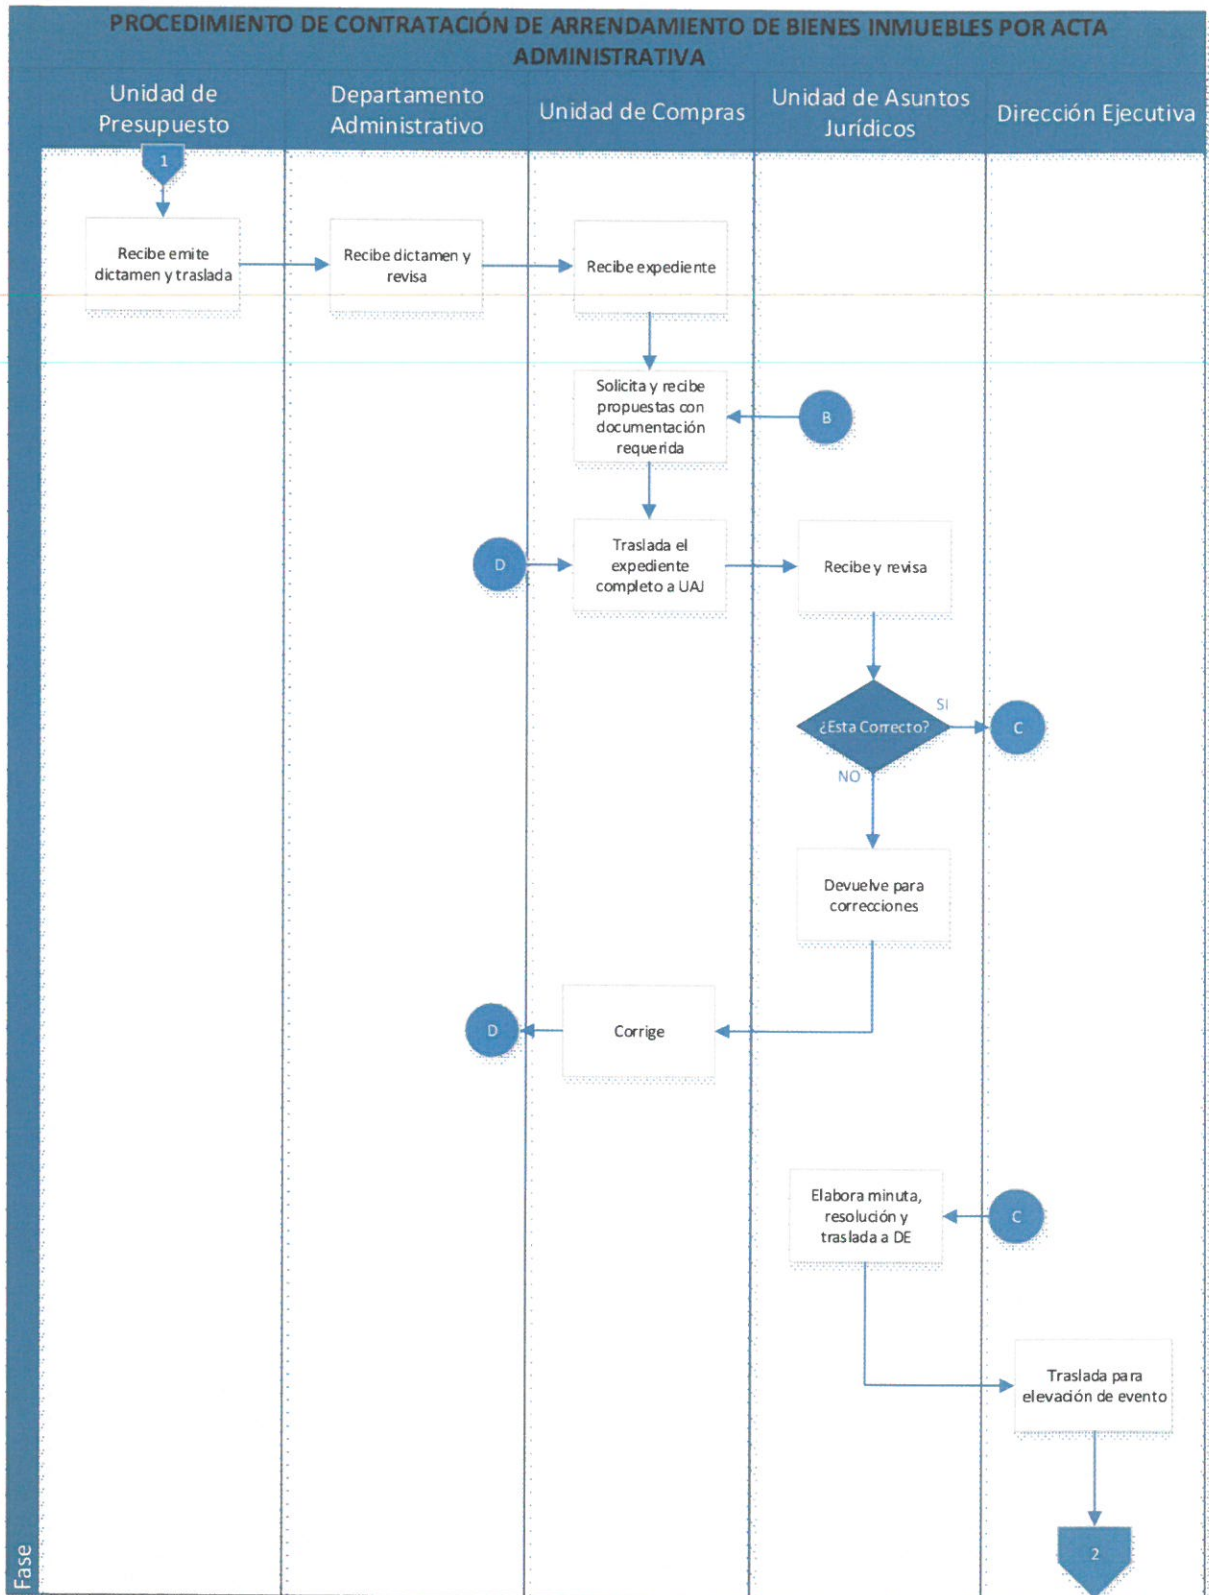 PROCEDIMIENTO DE CONTRATACIÓN DE ARRENDAMIENTO DE BIENES INMUEBLES POR ACTA
ADMINISTRATIVA
Unidad de
Presupuesto
Departamento
Administrativo
Unidad de Compras
Unidad de Asuntos
Jurídicos
Dirección Ejecutiva
1
Recibe emite
dictamen y traslada
Recibe dictamen y
revisa
Recibe expediente
Solicita y recibe
propuestas con
documentación
requerida
B
D
Traslada el
expediente
completo a UAJ
Recibe y revisa
¿Esta Correcto?
SI
C
NO
Devuelve para
correcciones
D
Corrige
Elabora minuta,
resolución y
traslada a DE
C
Traslada para
elevación de evento
2
Fase